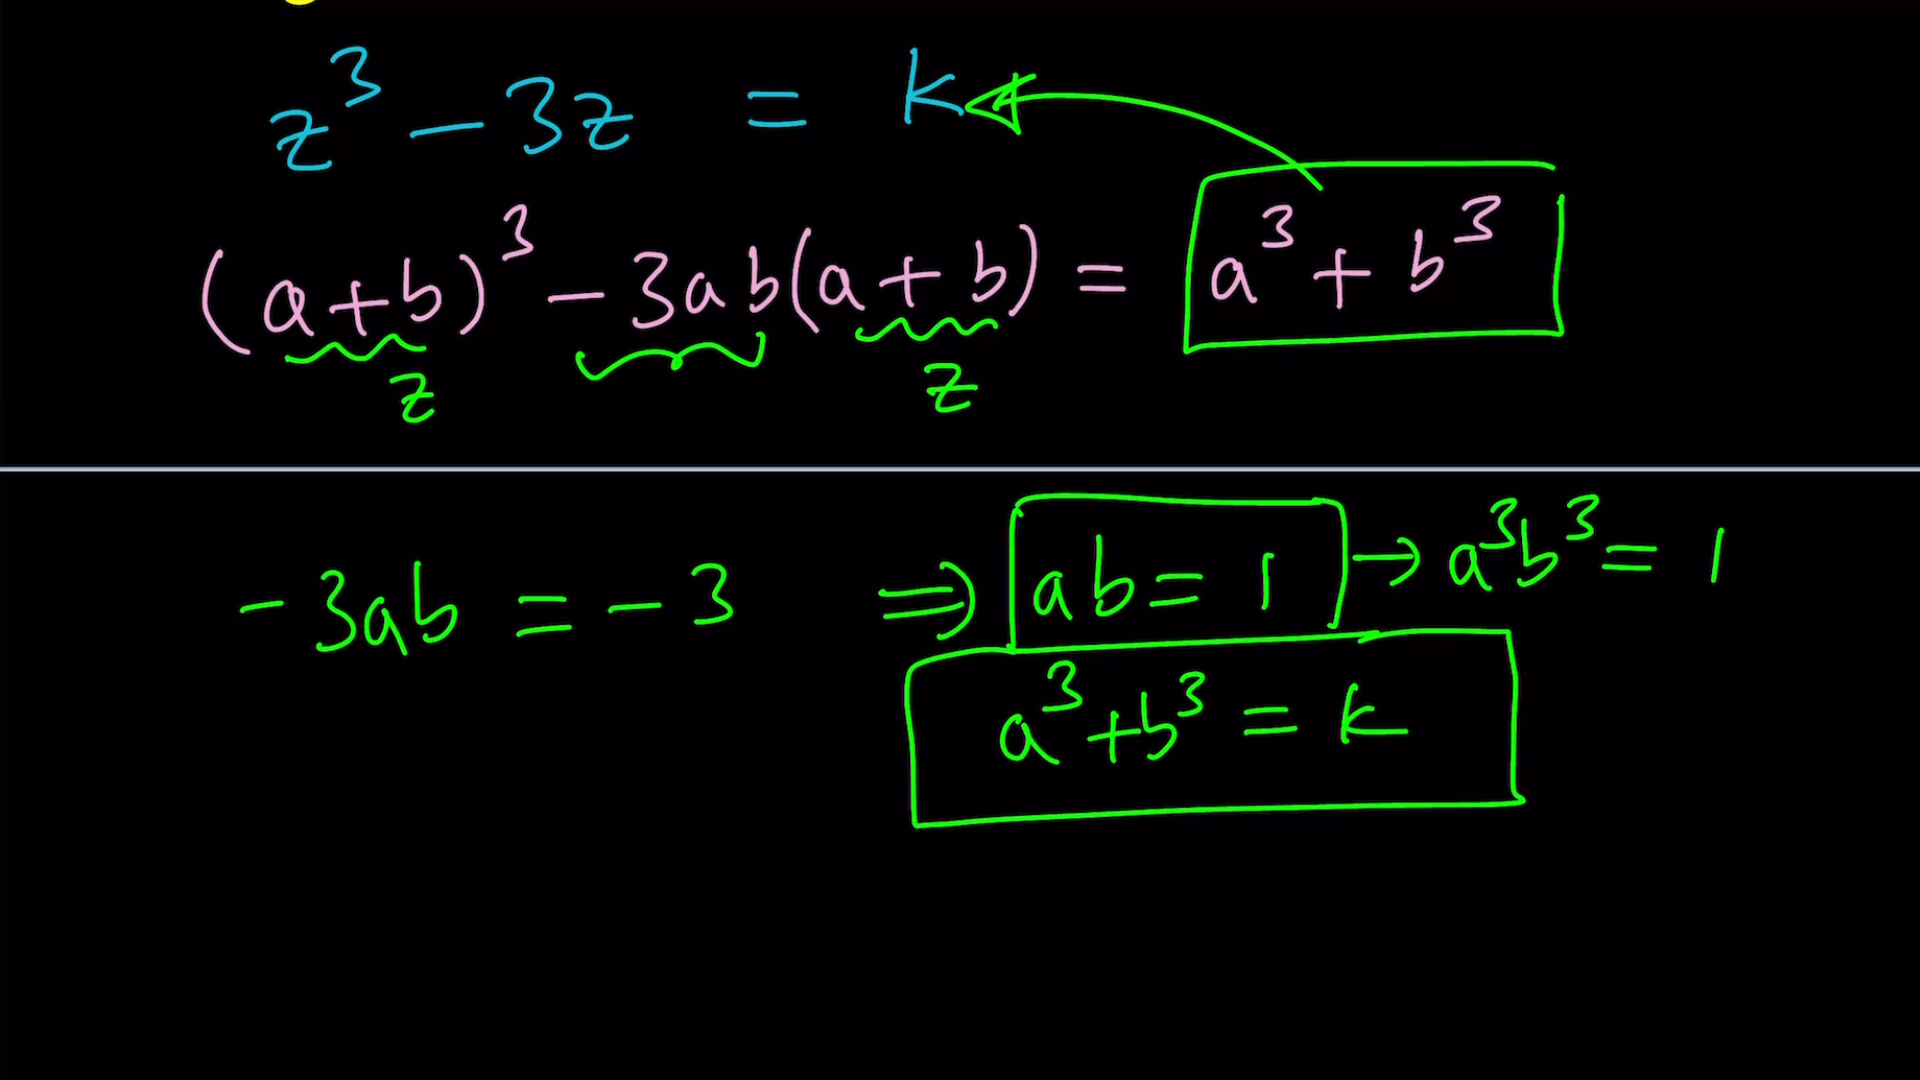 z³ − 3z = k
(a+b)³ − 3ab(a+b) = a³ + b³
z z
−3ab = −3 ⇒ ab = 1 → a³b³ = 1
a³+b³ = k